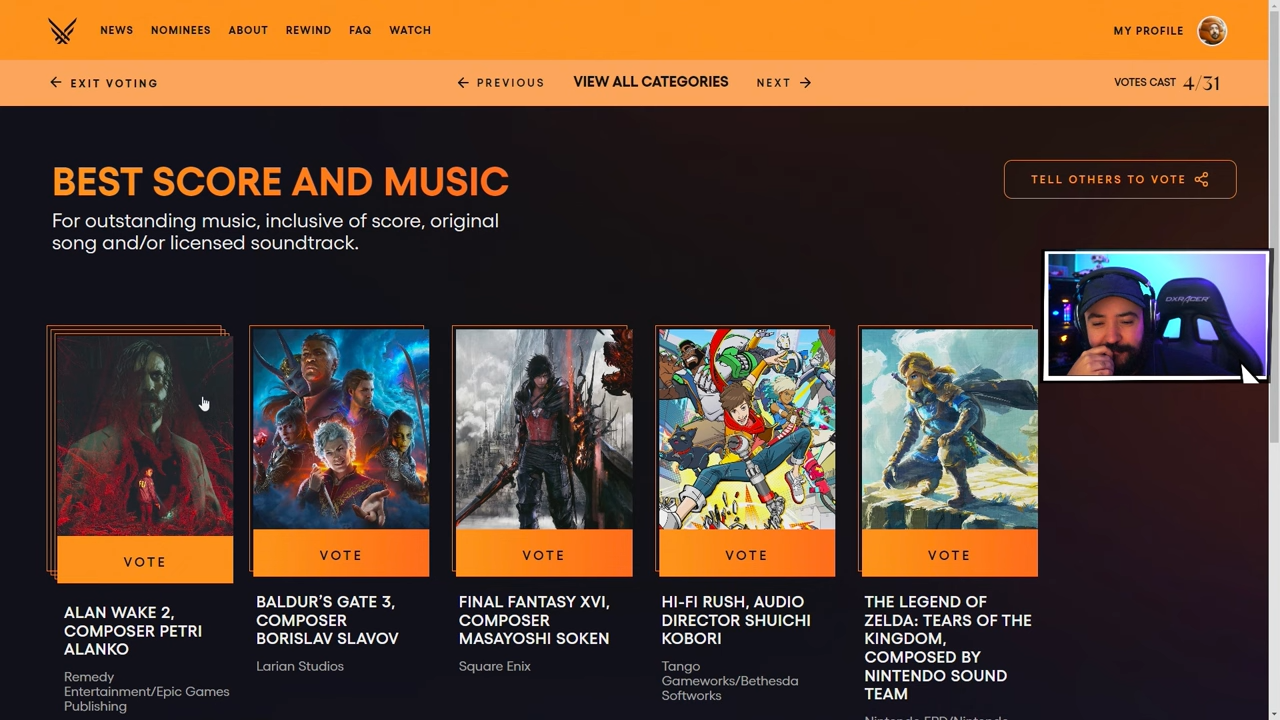 NEWS NOMINEES ABOUT REWIND FAQ WATCH MY PROFILE
EXIT VOTING PREVIOUS VIEW ALL CATEGORIES NEXT VOTES CAST 4/31
BEST SCORE AND MUSIC
For outstanding music, inclusive of score, original
song and/or licensed soundtrack.
TELL OTHERS TO VOTE
DXRACER
VOTE
VOTE
VOTE
VOTE
VOTE
ALAN WAKE 2,
COMPOSER PETRI
ALANKO
Remedy
Entertainment/Epic Games
Publishing
BALDUR'S GATE 3,
COMPOSER
BORISLAV SLAVOV
Larian Studios
FINAL FANTASY XVI,
COMPOSER
MASAYOSHI SOKEN
Square Enix
HI-FI RUSH, AUDIO
DIRECTOR SHUICHI
KOBORI
Tango
Gameworks/Bethesda
Softworks
THE LEGEND OF
ZELDA: TEARS OF THE
KINGDOM,
COMPOSED BY
NINTENDO SOUND
TEAM